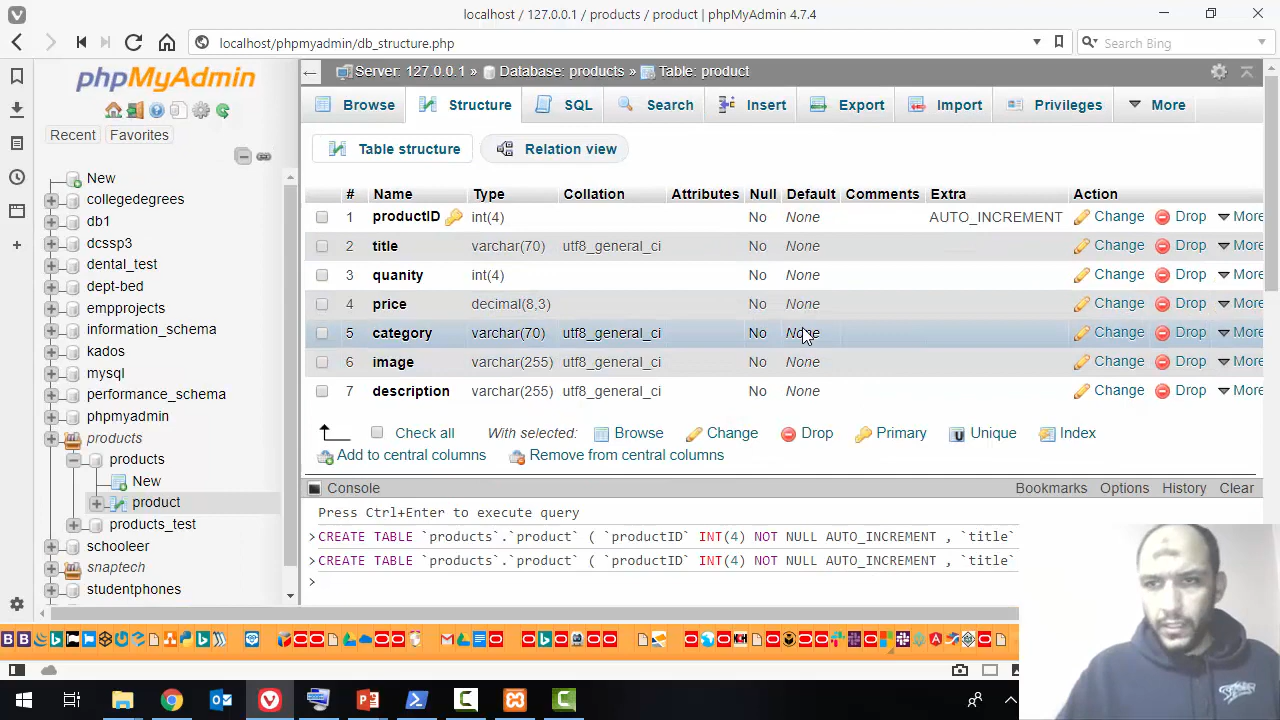 localhost / 127.0.0.1 / products / product | phpMyAdmin 4.7.4
localhost/phpmyadmin/db_structure.php
Search Bing
phpMyAdmin
Recent
Favorites
New
collegedegrees
db1
dcssp3
dental_test
dept-bed
empprojects
information_schema
kados
mysql
performance_schema
phpmyadmin
products
products
New
product
products_test
schooleer
snaptech
studentphones
Server: 127.0.0.1 » Database: products » Table: product
Browse Structure SQL Search Insert Export Import Privileges More
Table structure Relation view
# Name Type Collation Attributes Null Default Comments Extra Action
1 productID int(4) No None AUTO_INCREMENT Change Drop More
2 title varchar(70) utf8_general_ci No None Change Drop More
3 quanity int(4) No None Change Drop More
4 price decimal(8,3) No None Change Drop More
5 category varchar(70) utf8_general_ci No None Change Drop More
6 image varchar(255) utf8_general_ci No None Change Drop More
7 description varchar(255) utf8_general_ci No None Change Drop More
Check all With selected: Browse Change Drop Primary Unique Index
Add to central columns Remove from central columns
Console Bookmarks Options History Clear
Press Ctrl+Enter to execute query
>CREATE TABLE `products`.`product` ( `productID` INT(4) NOT NULL AUTO_INCREMENT , `title`
>CREATE TABLE `products`.`product` ( `productID` INT(4) NOT NULL AUTO_INCREMENT , `title`
>